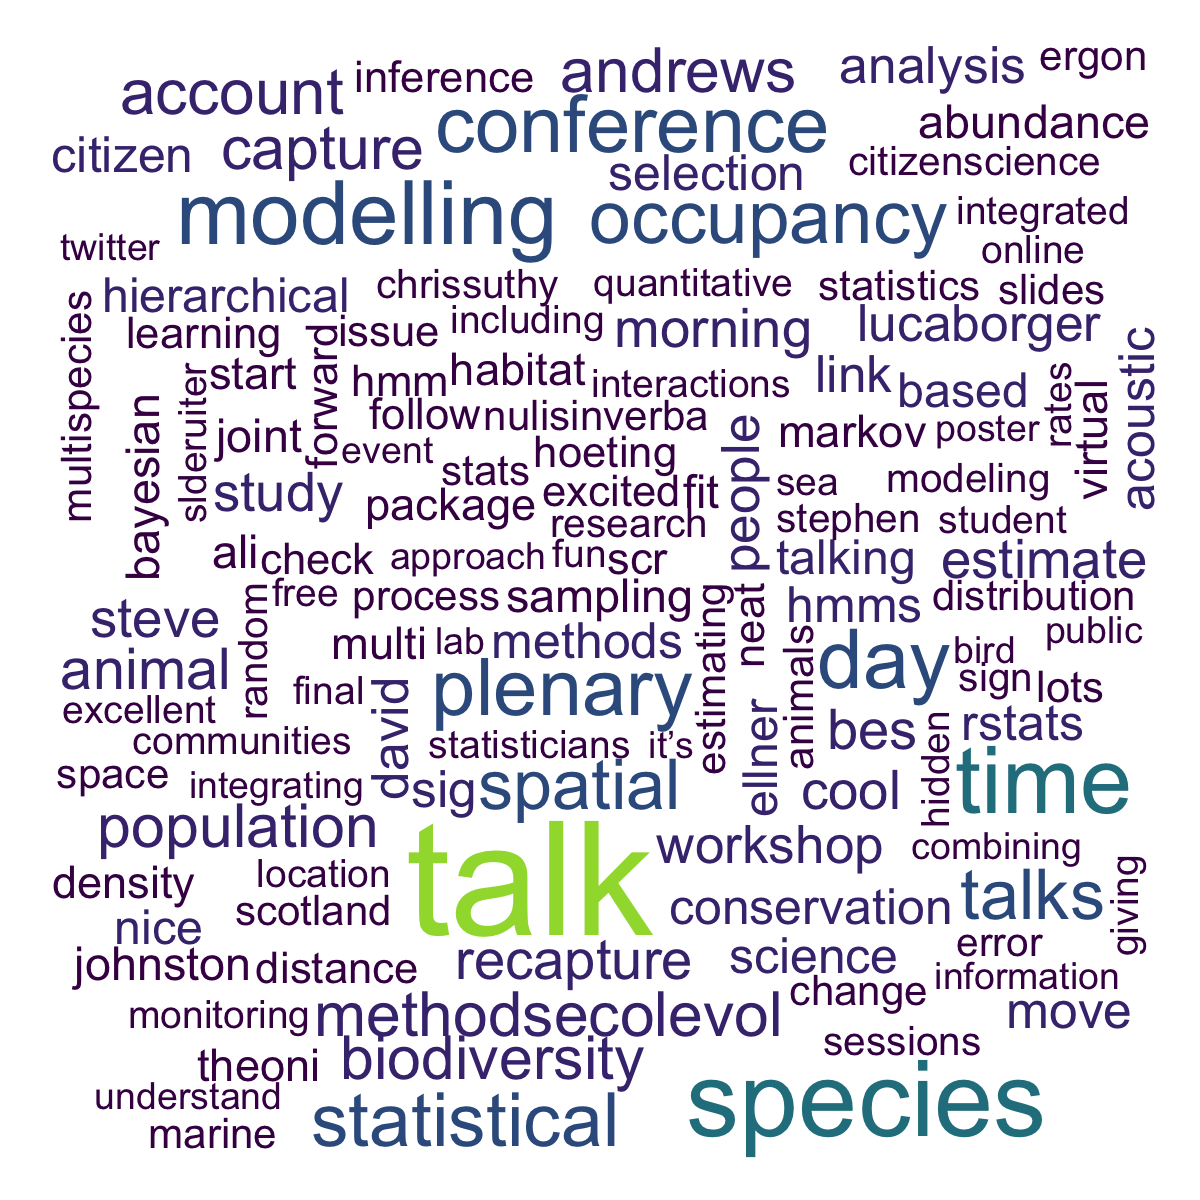 account inference andrews analysis ergon
citizen capture conference abundance
selection citizenscience
modelling occupancy integrated
twitter online
hierarchical chrissuthy quantitative statistics slides
multispecies learning forward issue including morning lucaborger acoustic
slderuiter start hmm habitat interactions link based rates virtual
bayesian joint follow nulisinverba people markov poster
event hoeting
study stats excited fit sea modeling
package research stephen student
ali check approach fun scr talking estimate
steve random free process sampling estimating neat hmms distribution
multi lab methods animals public
animal final plenary day bird
excellent david sign lots
communities statisticians it's ellner bes hidden rstats
space integrating sig spatial cool time
population talk workshop combining
density location conservation talks giving
nice scotland
johnston distance recapture science error
monitoring methodsecolevol change information
move
theoni biodiversity sessions
understand statistical species
marine